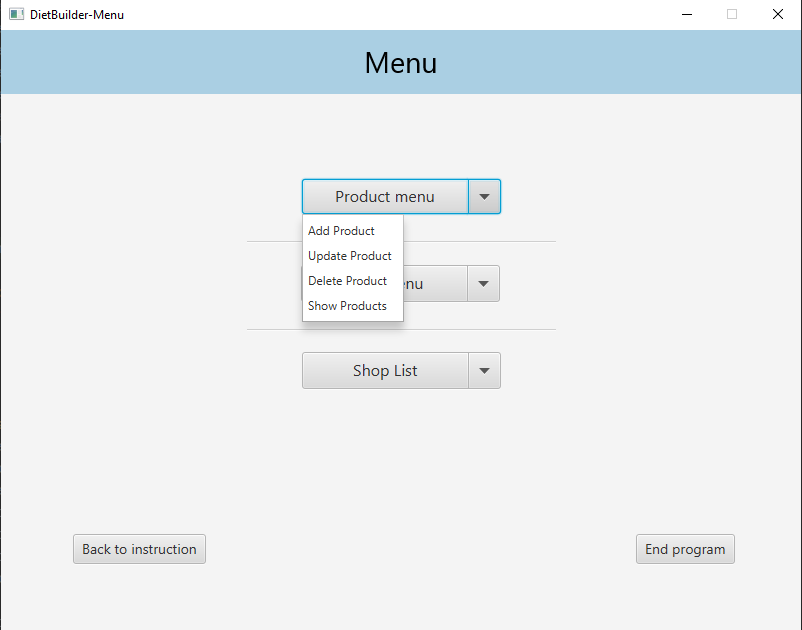 DietBuilder-Menu
Menu
Product menu
Add Product
Update Product
Delete Product
Show Products
Shop List
Back to instruction
End program